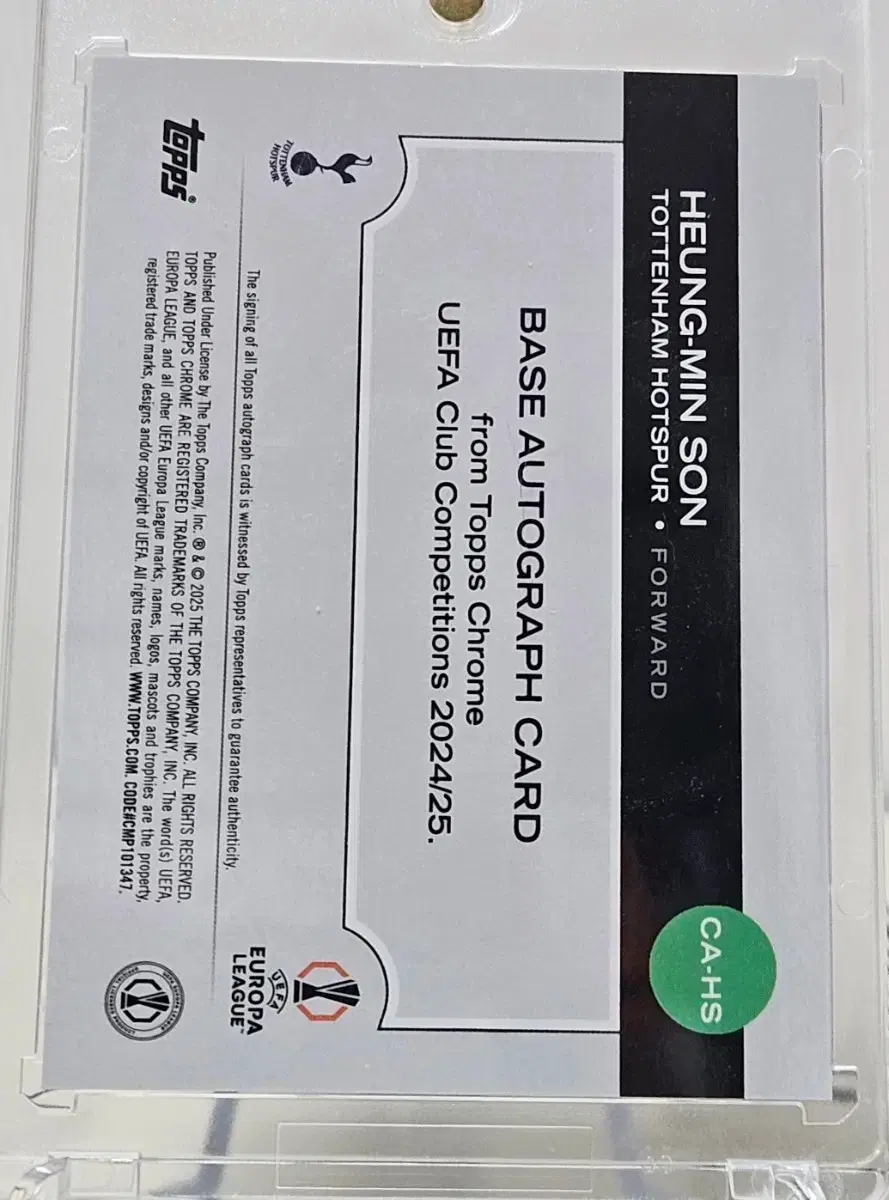 HEUNG-MIN SON
TOTTENHAM HOTSPUR • FORWARD
CA-HS
BASE AUTOGRAPH CARD
from Topps Chrome
UEFA Club Competitions 2024/25.
TOTTENHAM
HOTSPUR
UEFA
EUROPA
LEAGUE™
The signing of all Topps autograph cards is witnessed by Topps representatives to guarantee authenticity.
topps®
Published Under License by The Topps Company, Inc. ® & © 2025 THE TOPPS COMPANY, INC. ALL RIGHTS RESERVED.
TOPPS AND TOPPS CHROME ARE REGISTERED TRADEMARKS OF THE TOPPS COMPANY, INC. The word(s) UEFA,
EUROPA LEAGUE, and all other UEFA Europa League marks, names, logos, mascots and trophies are the property,
registered trade marks, designs and/or copyright of UEFA. All rights reserved. WWW.TOPPS.COM. CODE#CMP101347.